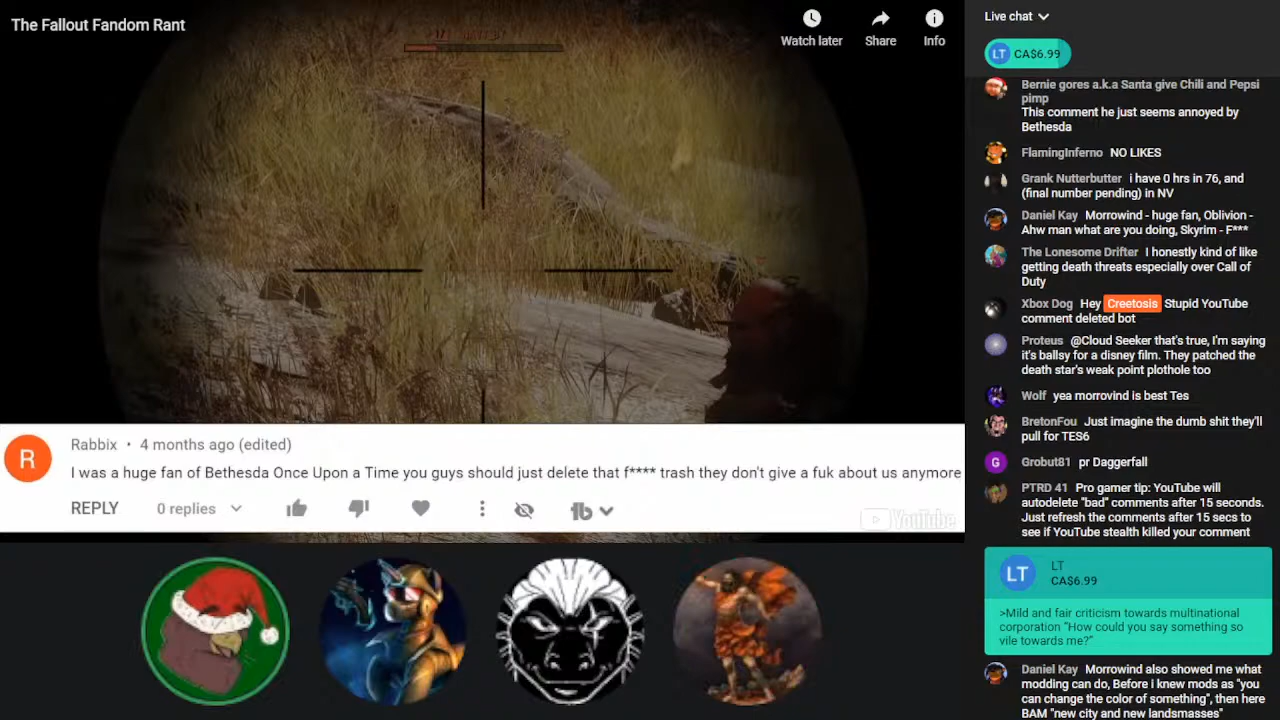 The Fallout Fandom Rant
Watch later
Share
Info
Rabbix • 4 months ago (edited)
I was a huge fan of Bethesda Once Upon a Time you guys should just delete that f**** trash they don't give a fuk about us anymore
REPLY
0 replies
YouTube
R
Live chat
LT CA$6.99
Bernie gores a.k.a Santa give Chili and Pepsi
pimp
This comment he just seems annoyed by
Bethesda
FlamingInferno NO LIKES
Grank Nutterbutter i have 0 hrs in 76, and
(final number pending) in NV
Daniel Kay Morrowind - huge fan, Oblivion -
Ahw man what are you doing, Skyrim - F***
The Lonesome Drifter I honestly kind of like
getting death threats especially over Call of
Duty
Xbox Dog Hey Creetosis Stupid YouTube
comment deleted bot
Proteus @Cloud Seeker that's true, I'm saying
it's ballsy for a disney film. They patched the
death star's weak point plothole too
Wolf yea morrovind is best Tes
BretonFou Just imagine the dumb shit they'll
pull for TES6
G
Grobut81 pr Daggerfall
PTRD 41 Pro gamer tip: YouTube will
autodelete "bad" comments after 15 seconds.
Just refresh the comments after 15 secs to
see if YouTube stealth killed your comment
LT
LT
CA$6.99
>Mild and fair criticism towards multinational
corporation "How could you say something so
vile towards me?"
Daniel Kay Morrowind also showed me what
modding can do, Before I knew mods as "you
can change the color of something", then here
BAM "new city and new landsmasses"